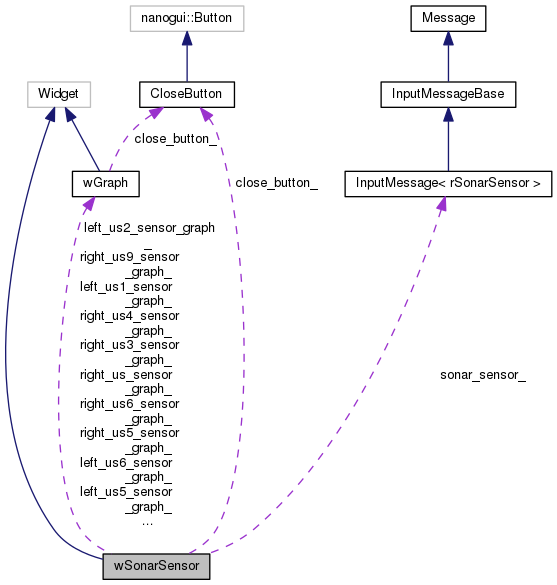 nanogui::Button
Message
Widget
CloseButton
InputMessageBase
close_button_
wGraph
close_button_
InputMessage< rSonarSensor >
left_us2_sensor_graph
_
right_us9_sensor
_graph_
left_us1_sensor
_graph_
right_us4_sensor
_graph_
right_us3_sensor
_graph_
right_us_sensor
_graph_
right_us6_sensor
_graph_
right_us5_sensor
_graph_
left_us6_sensor
_graph_
left_us5_sensor
_graph_
...
sonar_sensor_
wSonarSensor